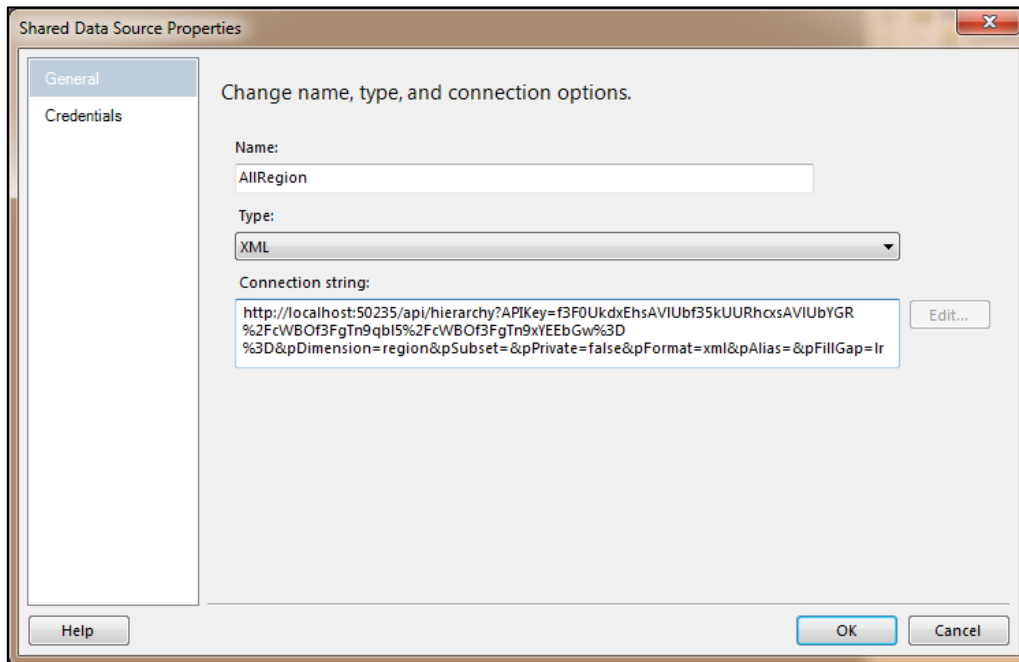 Shared Data Source Properties
General
Credentials
Change name, type, and connection options.
Name:
AllRegion
Type:
XML
Connection string:
http://localhost:50235/api/hierarchy?APIKey=f3F0UkdxEhsAVlUbf35kUURhcxsAVlUbYGR
%2FcWBOf3FgTn9qbI5%2FcWBOf3FgTn9xYEEbGw%3D
%3D&pDimension=region&pSubset=&pPrivate=false&pFormat=xml&pAlias=&pFillGap=lr
Edit...
Help
OK
Cancel